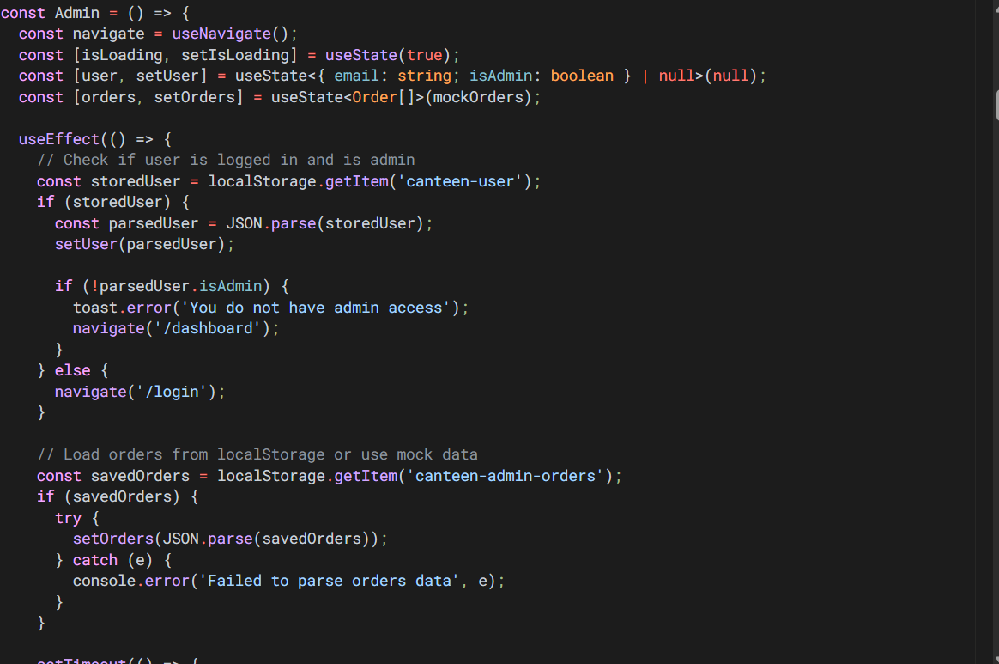 const Admin = () => {
  const navigate = useNavigate();
  const [isLoading, setIsLoading] = useState(true);
  const [user, setUser] = useState<{ email: string; isAdmin: boolean } | null>(null);
  const [orders, setOrders] = useState<Order[]>(mockOrders);

  useEffect(() => {
    // Check if user is logged in and is admin
    const storedUser = localStorage.getItem('canteen-user');
    if (storedUser) {
      const parsedUser = JSON.parse(storedUser);
      setUser(parsedUser);

      if (!parsedUser.isAdmin) {
        toast.error('You do not have admin access');
        navigate('/dashboard');
      }
    } else {
      navigate('/login');
    }

    // Load orders from localStorage or use mock data
    const savedOrders = localStorage.getItem('canteen-admin-orders');
    if (savedOrders) {
      try {
        setOrders(JSON.parse(savedOrders));
      } catch (e) {
        console.error('Failed to parse orders data', e);
      }
    }

    setTimeout(() => {